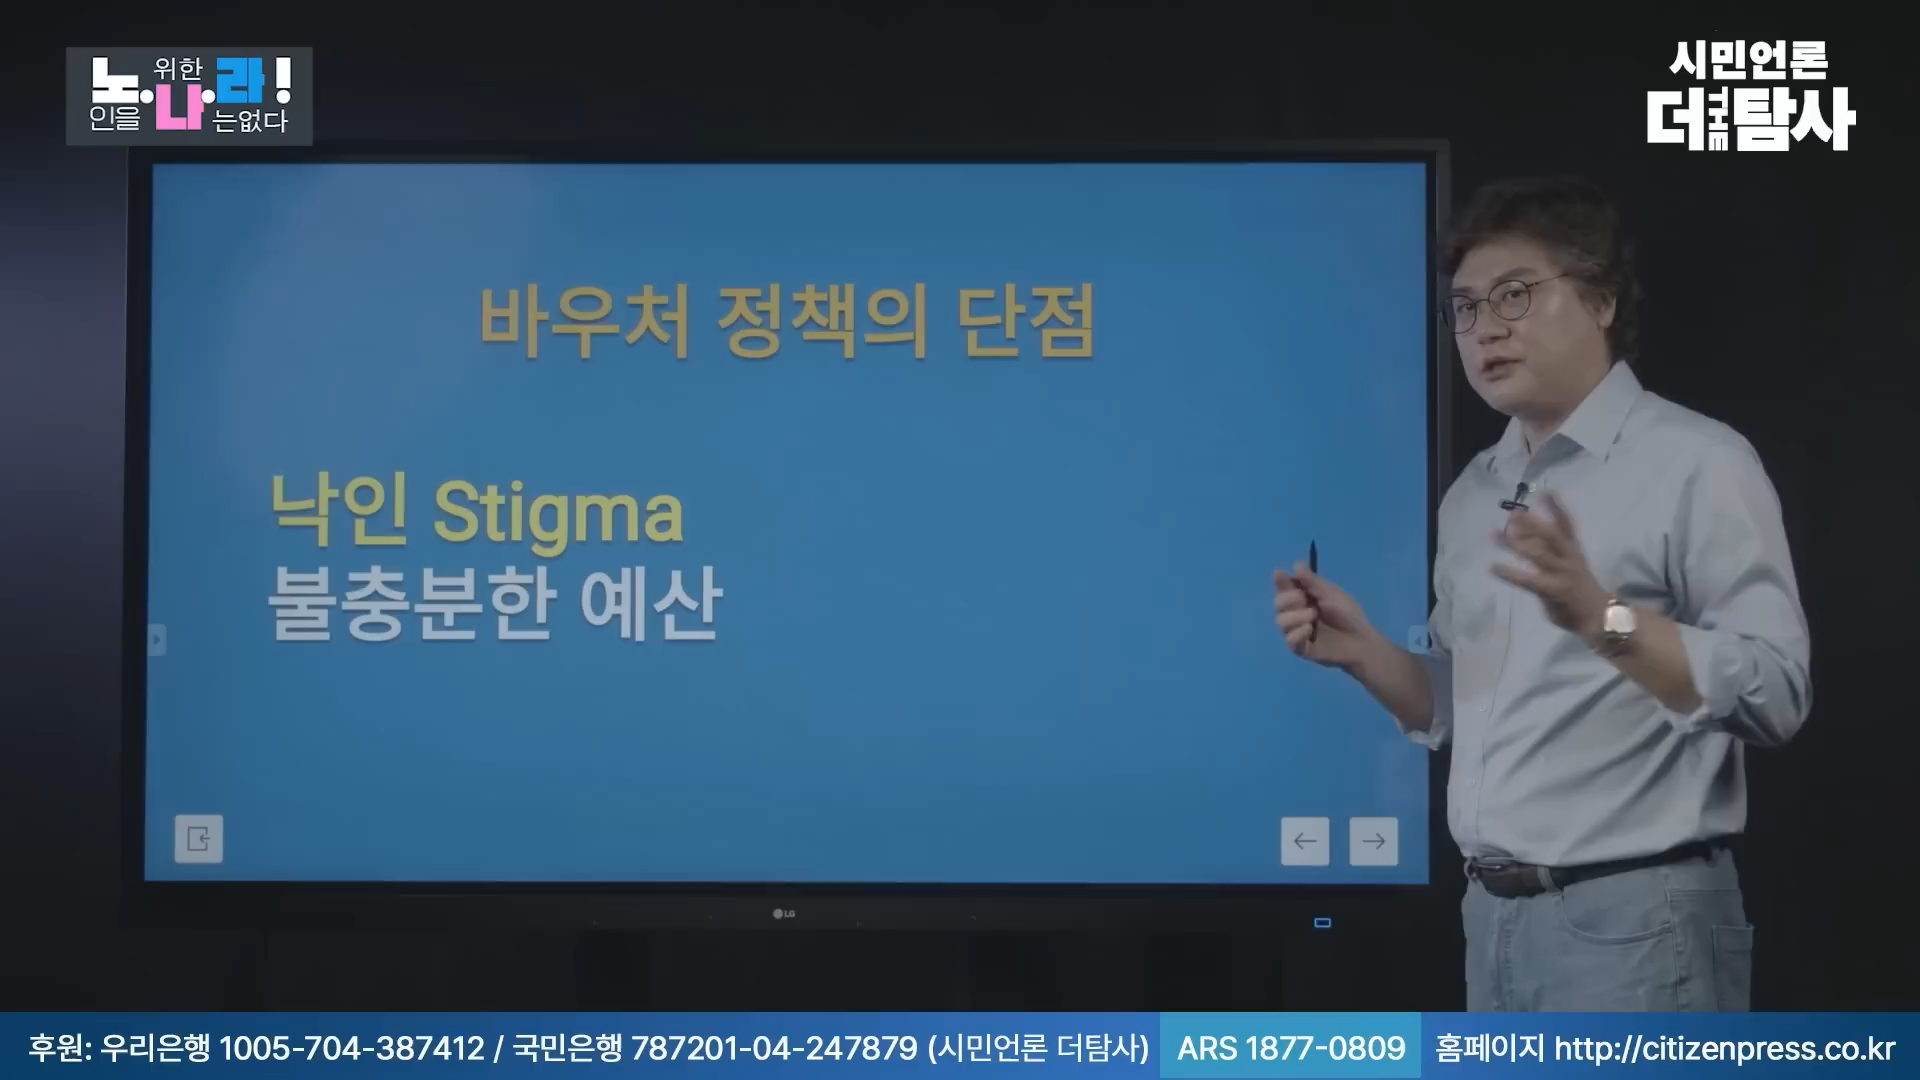 노.위한나.라!
인을 는없다
시민언론
더탐사
바우처 정책의 단점
낙인 Stigma
불충분한 예산
LG
후원: 우리은행 1005-704-387412 / 국민은행 787201-04-247879 (시민언론 더탐사) ARS 1877-0809 홈페이지 http://citizenpress.co.kr